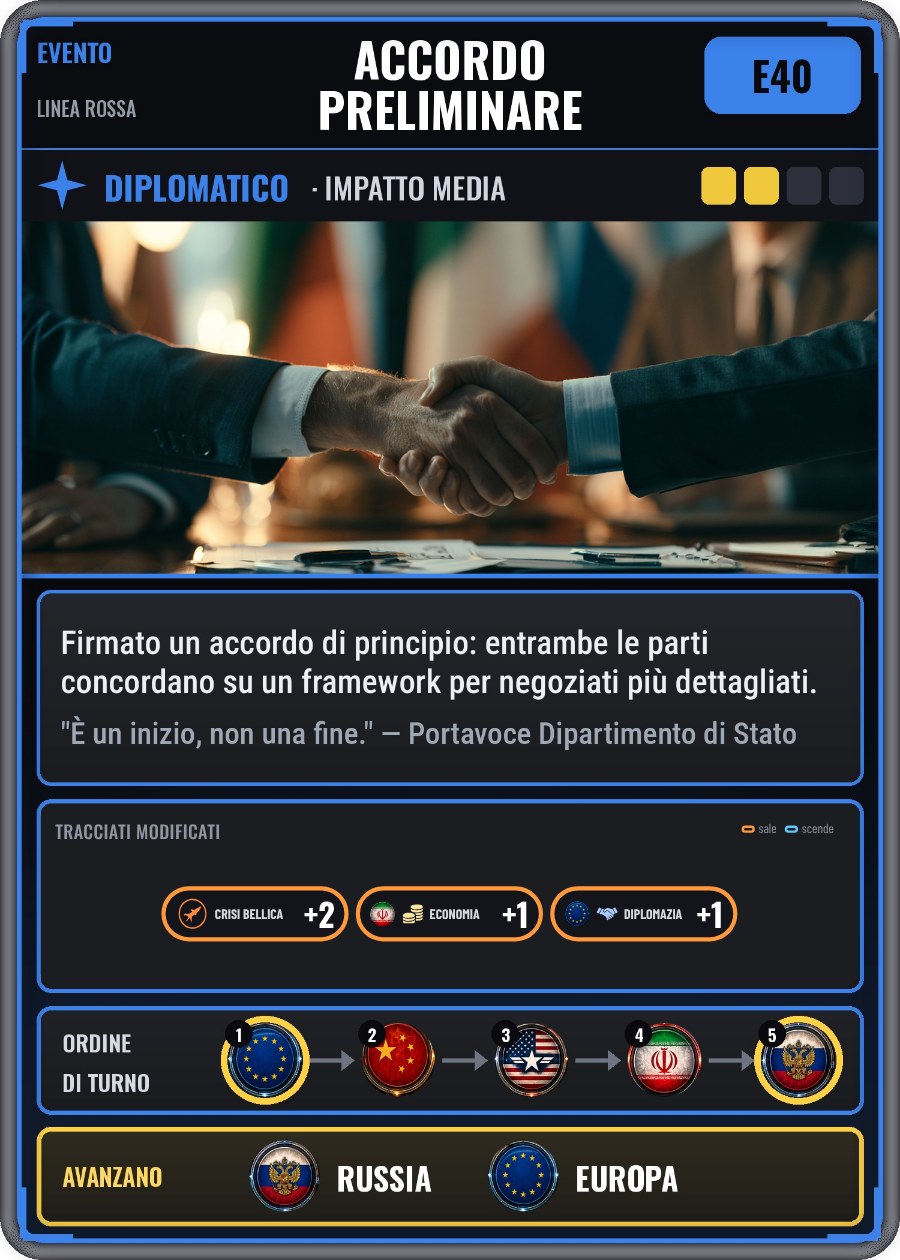 EVENTO
LINEA ROSSA
ACCORDO
PRELIMINARE
E40
DIPLOMATICO · IMPATTO MEDIA
Firmato un accordo di principio: entrambe le parti
concordano su un framework per negoziati più dettagliati.
"È un inizio, non una fine." — Portavoce Dipartimento di Stato
TRACCIATI MODIFICATI
sale scende
CRISI BELLICA +2
ECONOMIA +1
DIPLOMAZIA +1
ORDINE
DI TURNO
1 2 3 4 5
AVANZANO RUSSIA EUROPA